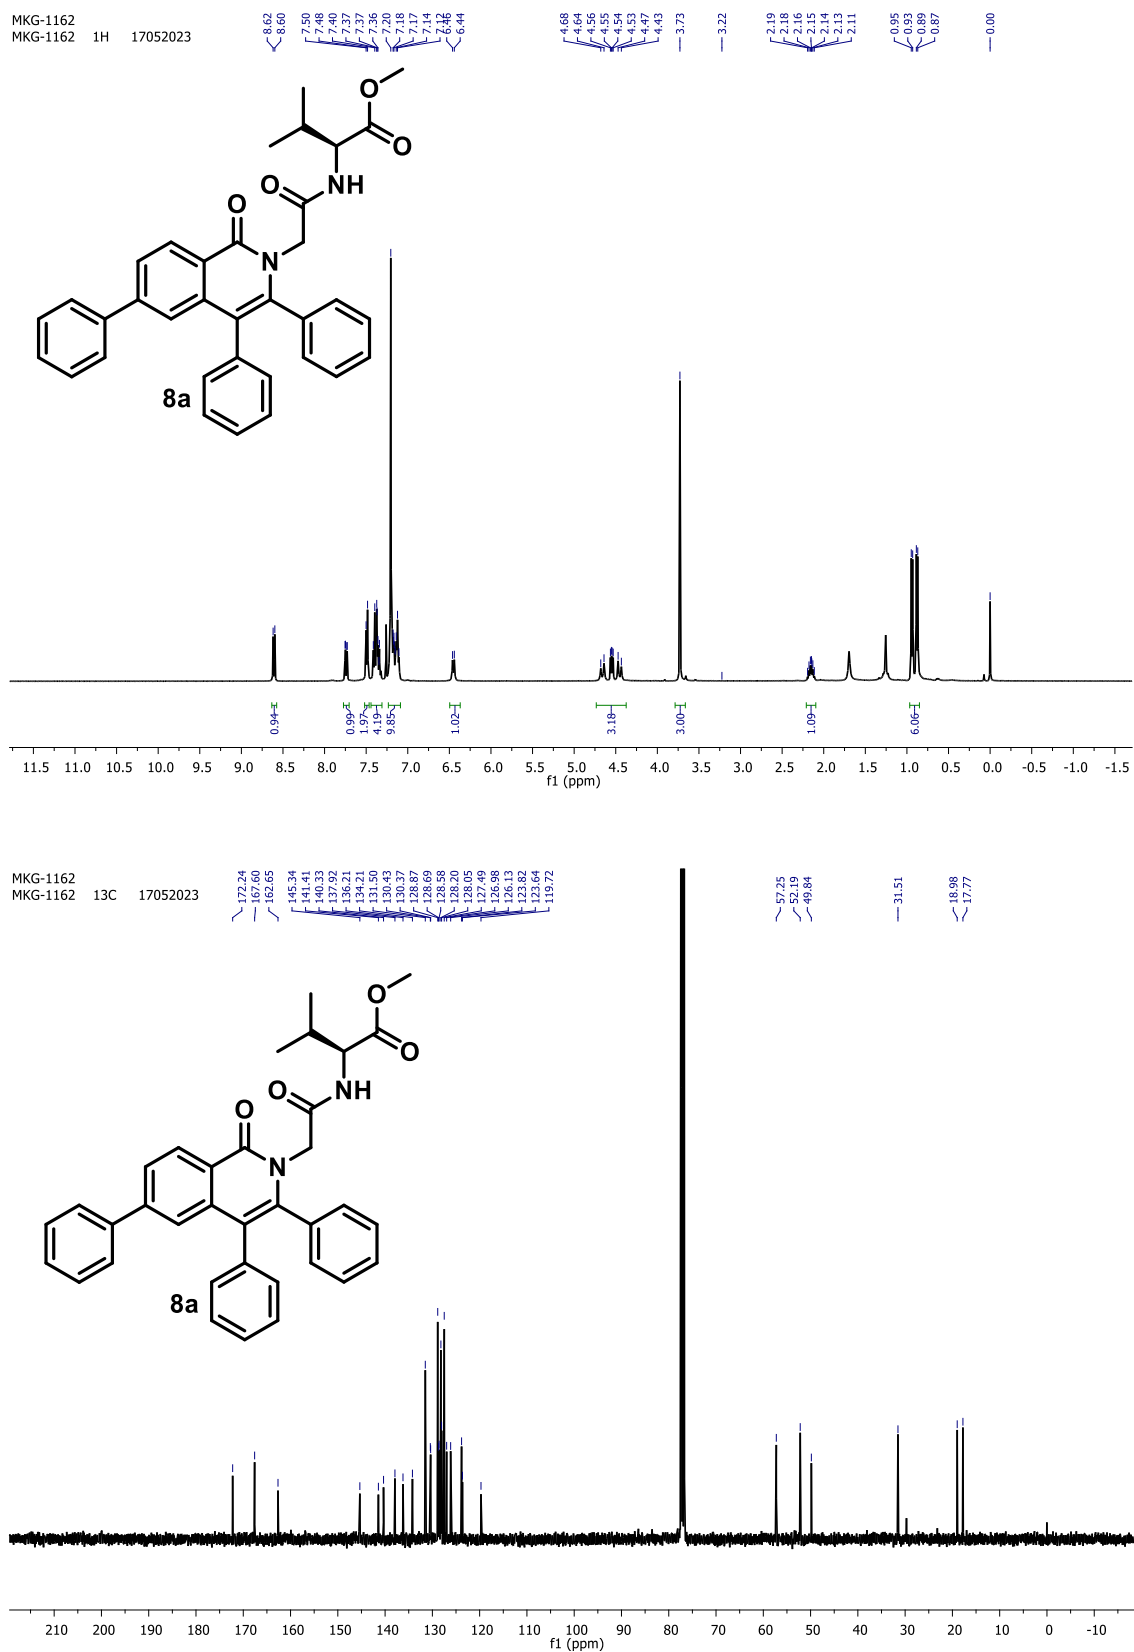 MKG-1162
MKG-1162 1H 17052023
8.62 8.60 7.50 7.48 7.40 7.37 7.37 7.36 7.20 7.18 7.17 7.14 7.12 6.46 6.44 4.68 4.64 4.56 4.55 4.54 4.53 4.47 4.43 3.73 3.22 2.19 2.18 2.16 2.15 2.14 2.13 2.11 0.95 0.93 0.89 0.87 0.00
O
O
O
NH
O
N
8a
0.94 0.99 1.97 4.19 9.85 1.02 3.18 3.00 1.09 6.06
11.5 11.0 10.5 10.0 9.5 9.0 8.5 8.0 7.5 7.0 6.5 6.0 5.5 5.0 4.5 4.0 3.5 3.0 2.5 2.0 1.5 1.0 0.5 0.0 -0.5 -1.0 -1.5
f1 (ppm)
MKG-1162
MKG-1162 13C 17052023
172.24 167.60 162.65 145.34 141.41 140.33 137.92 136.21 134.21 131.50 130.43 130.37 128.87 128.69 128.58 128.20 128.05 127.49 126.98 126.13 123.82 123.64 119.72 57.25 52.19 49.84 31.51 18.98 17.77
O
O
O
NH
O
N
8a
210 200 190 180 170 160 150 140 130 120 110 100 90 80 70 60 50 40 30 20 10 0 -10
f1 (ppm)